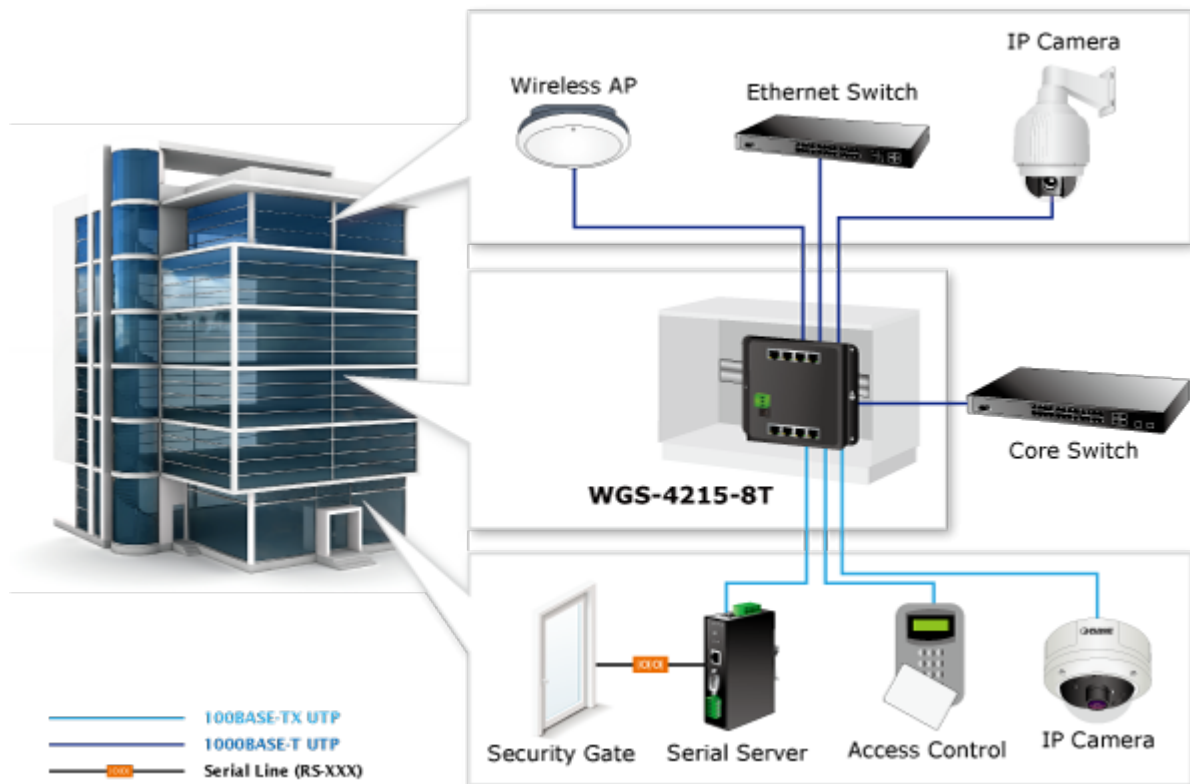 IP Camera
Wireless AP
Ethernet Switch
Core Switch
WGS-4215-8T
Security Gate
Serial Server
Access Control
IP Camera
100BASE-TX UTP
1000BASE-T UTP
Serial Line (RS-XXX)